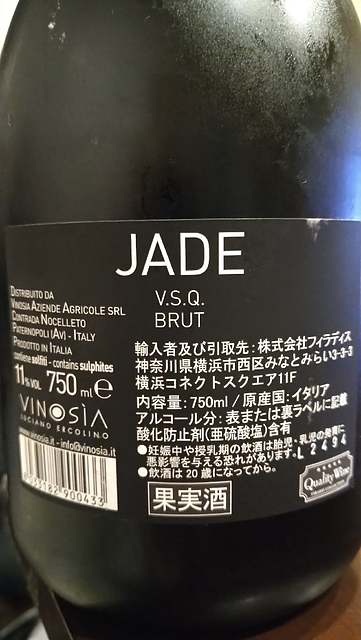 JADE
V.S.Q.
BRUT
DISTRIBUITO DA
VINOSIA AZIENDE AGRICOLE SRL
CONTRADA NOCELLETO
PATERNOPOLI (AV) - ITALY
PRODOTTO IN ITALIA
contiene solfiti - contains sulphites
11% VOL 750 ml e
VINOSÌA
LUCIANO ERCOLINO
www.vinosia.it - info@vinosia.it
輸入者及び引取先:株式会社フィラディス
神奈川県横浜市西区みなとみらい3-3-3
横浜コネクトスクエア11F
内容量:750ml / 原産国:イタリア
アルコール分:表または裏ラベルに記載
酸化防止剤(亜硫酸塩)含有
●妊娠中や授乳期の飲酒は胎児・乳児の発育に
悪影響を与える恐れがあります。 L2494
●飲酒は20歳になってから。
果実酒
Quality Wine